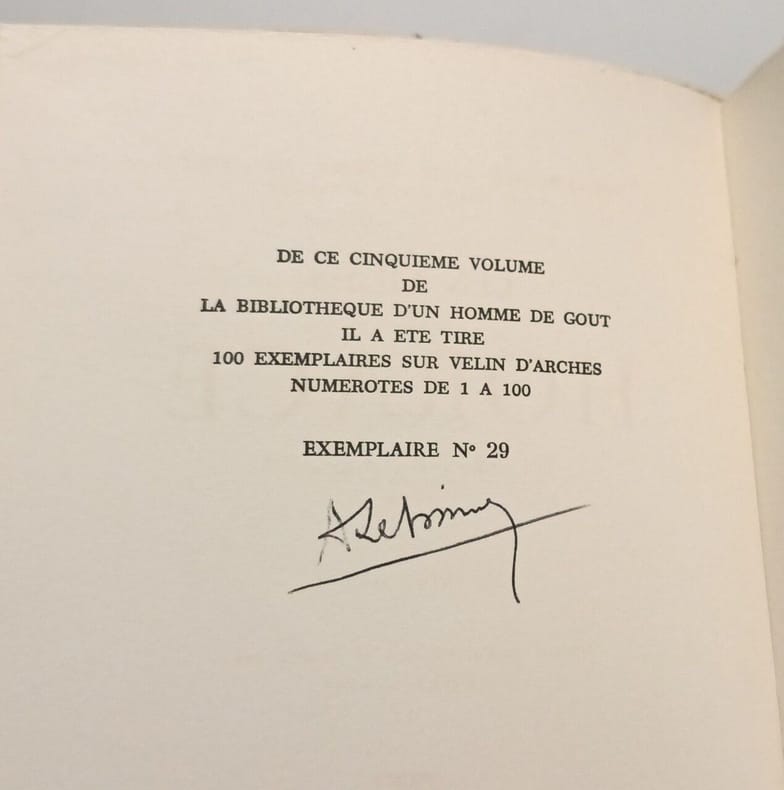 DE CE CINQUIEME VOLUME
DE
LA BIBLIOTHEQUE D'UN HOMME DE GOUT
IL A ETE TIRE
100 EXEMPLAIRES SUR VELIN D'ARCHES
NUMEROTES DE 1 A 100
EXEMPLAIRE Nº 29